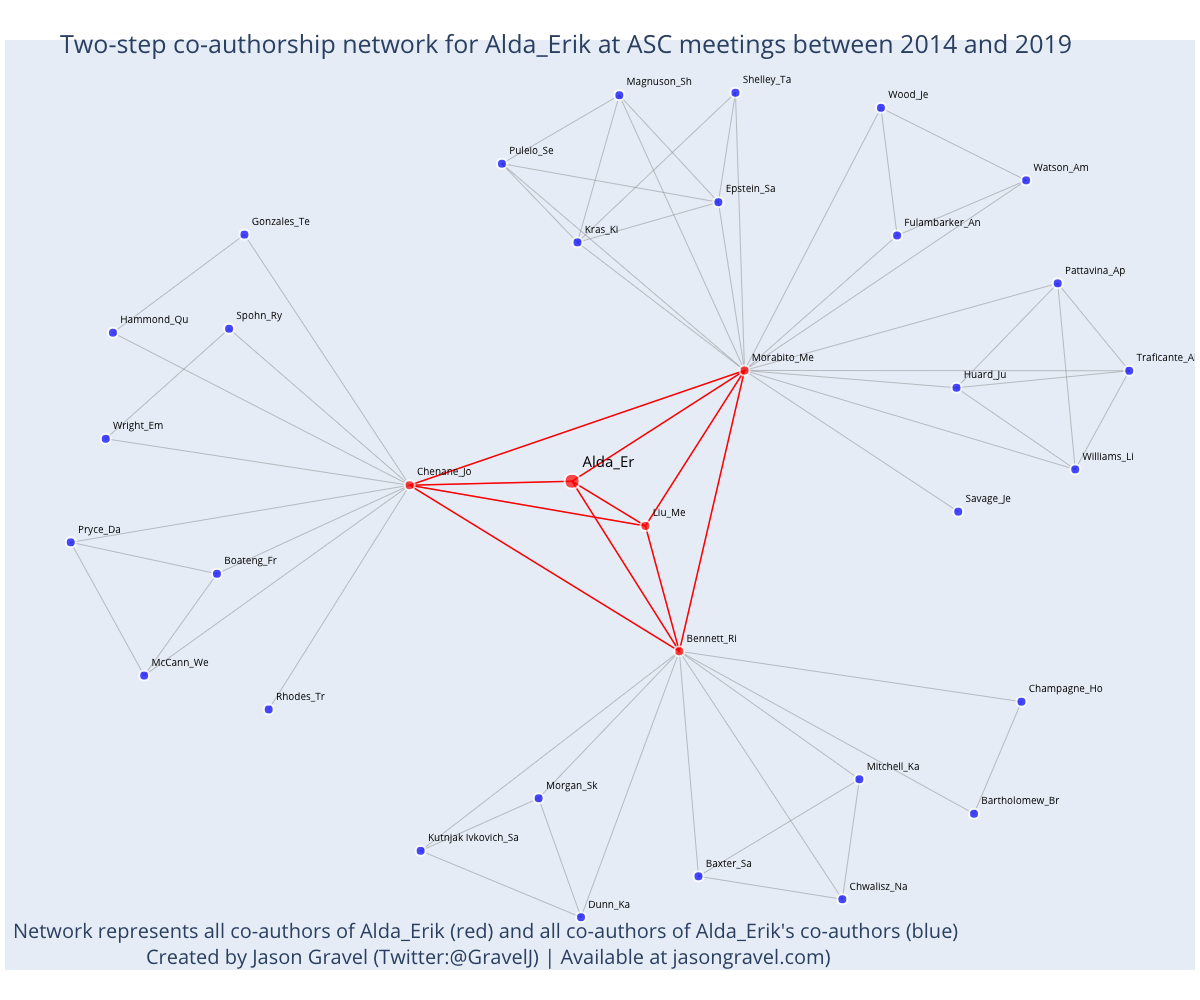 Two-step co-authorship network for Alda_Erik at ASC meetings between 2014 and 2019
Magnuson_Sh
Shelley_Ta
Wood_Je
Puleio_Se
Watson_Am
Epstein_Sa
Gonzales_Te
Kras_Ki
Fulambarker_An
Pattavina_Ap
Hammond_Qu
Spohn_Ry
Morabito_Me
Traficante_Al
Huard_Ju
Wright_Em
Williams_Li
Chenane_Jo
Alda_Er
Savage_Je
Liu_Me
Pryce_Da
Boateng_Fr
Bennett_Ri
McCann_We
Rhodes_Tr
Champagne_Ho
Mitchell_Ka
Morgan_Sk
Bartholomew_Br
Kutnjak Ivkovich_Sa
Baxter_Sa
Chwalisz_Na
Dunn_Ka
Network represents all co-authors of Alda_Erik (red) and all co-authors of Alda_Erik's co-authors (blue)
Created by Jason Gravel (Twitter:@GravelJ) | Available at jasongravel.com)